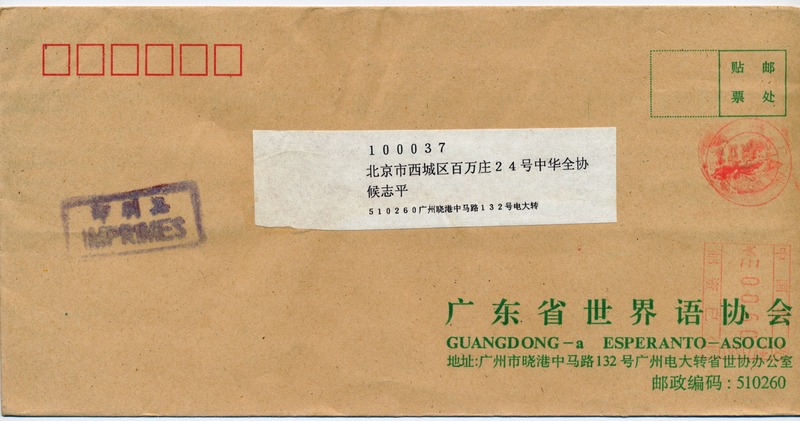 贴 邮
票 处
100037
北京市西城区百万庄24号中华全协
候志平
510260广州晓港中马路132号电大转
印刷品
IMPRIMES
广东省世界语协会
GUANGDONG-a ESPERANTO-ASOCIO
地址:广州市晓港中马路132号广州电大转省世协办公室
邮政编码:510260